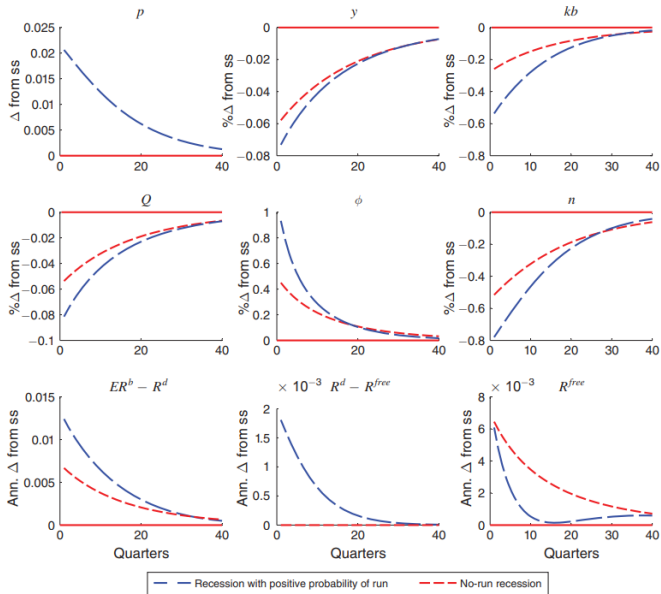 p
y
kb
Δ from ss
0.025
0.02
0.015
0.01
0.005
0
0 20 40
%Δ from ss
0
−0.02
−0.04
−0.06
−0.08
0 20 40
%Δ from ss
0
−0.2
−0.4
−0.6
−0.8
0 20 40
Q
ϕ
n
%Δ from ss
0
−0.02
−0.04
−0.06
−0.08
−0.1
0 20 40
%Δ from ss
1
0.8
0.6
0.4
0.2
0
0 20 40
%Δ from ss
0
−0.2
−0.4
−0.6
−0.8
0 20 40
ER^b − R^d
× 10^−3 R^d − R^free
× 10^−3 R^free
Ann. Δ from ss
0.015
0.01
0.005
0
0 20 40
Quarters
Ann. Δ from ss
2
1.5
1
0.5
0
0 20 40
Quarters
Ann. Δ from ss
8
6
4
2
0
0 10 20 30 40
Quarters
Recession with positive probability of run No-run recession